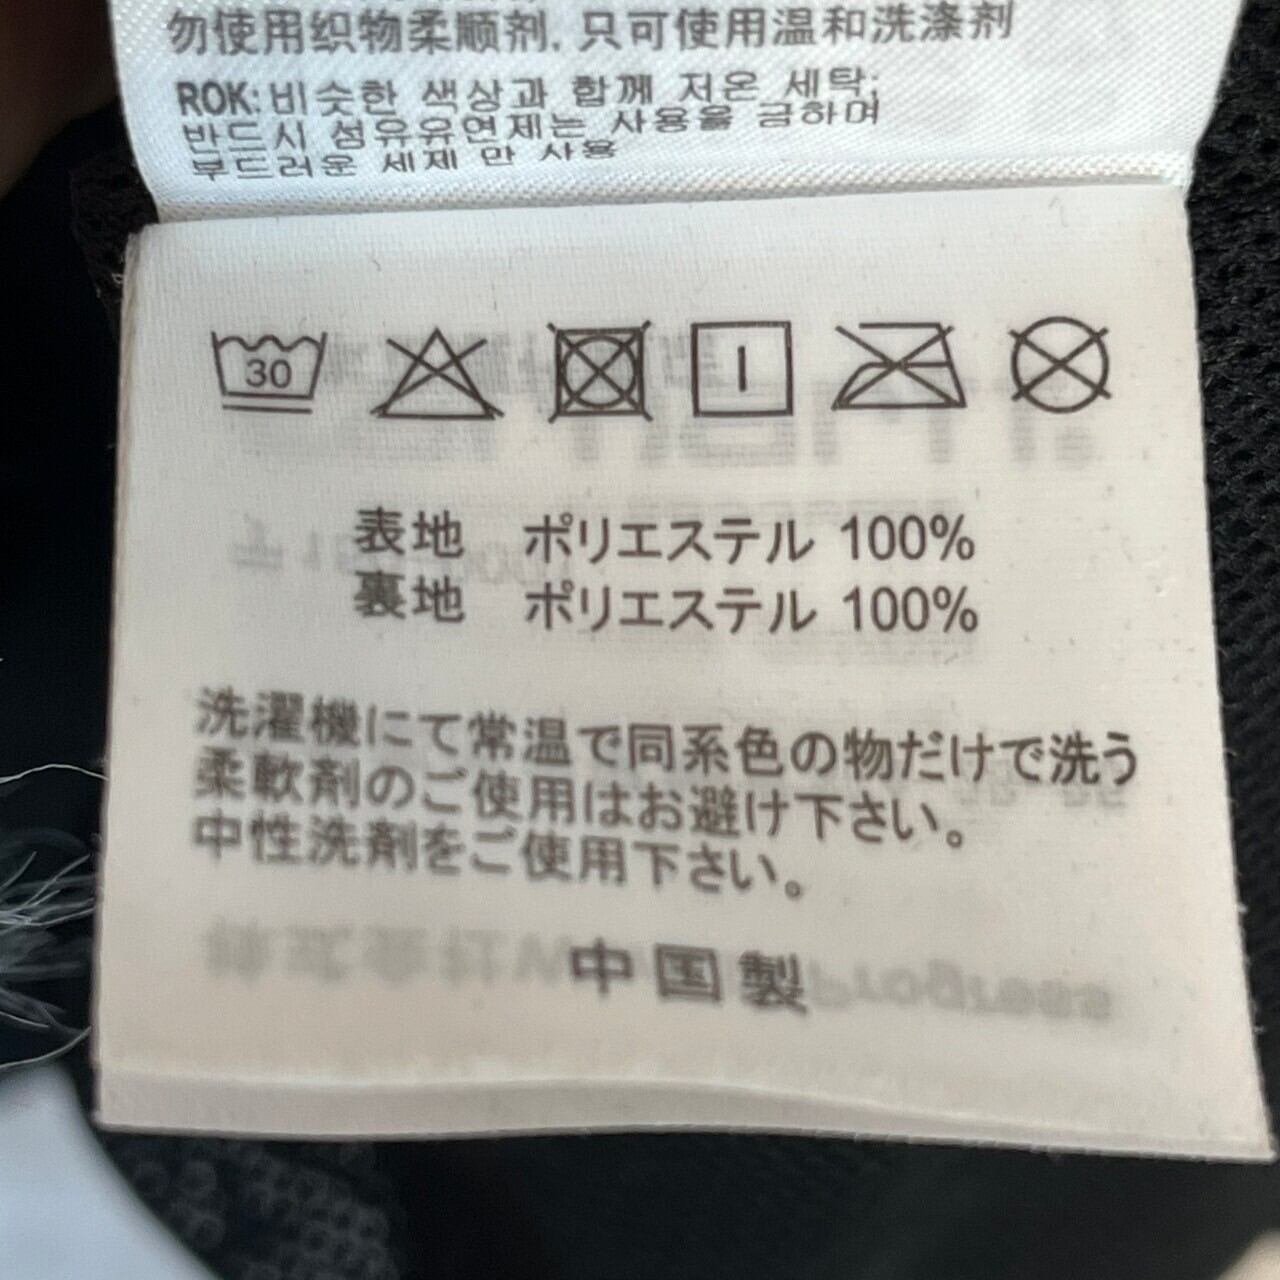 勿使用织物柔顺剂, 只可使用温和洗涤剂
ROK: 비슷한 색상과 함께 저온 세탁;
반드시 섬유유연제는 사용을 금하며
부드러운 세제 만 사용
30
表地 ポリエステル 100%
裏地 ポリエステル 100%
洗濯機にて常温で同系色の物だけで洗う
柔軟剤のご使用はお避け下さい。
中性洗剤をご使用下さい。
中国製